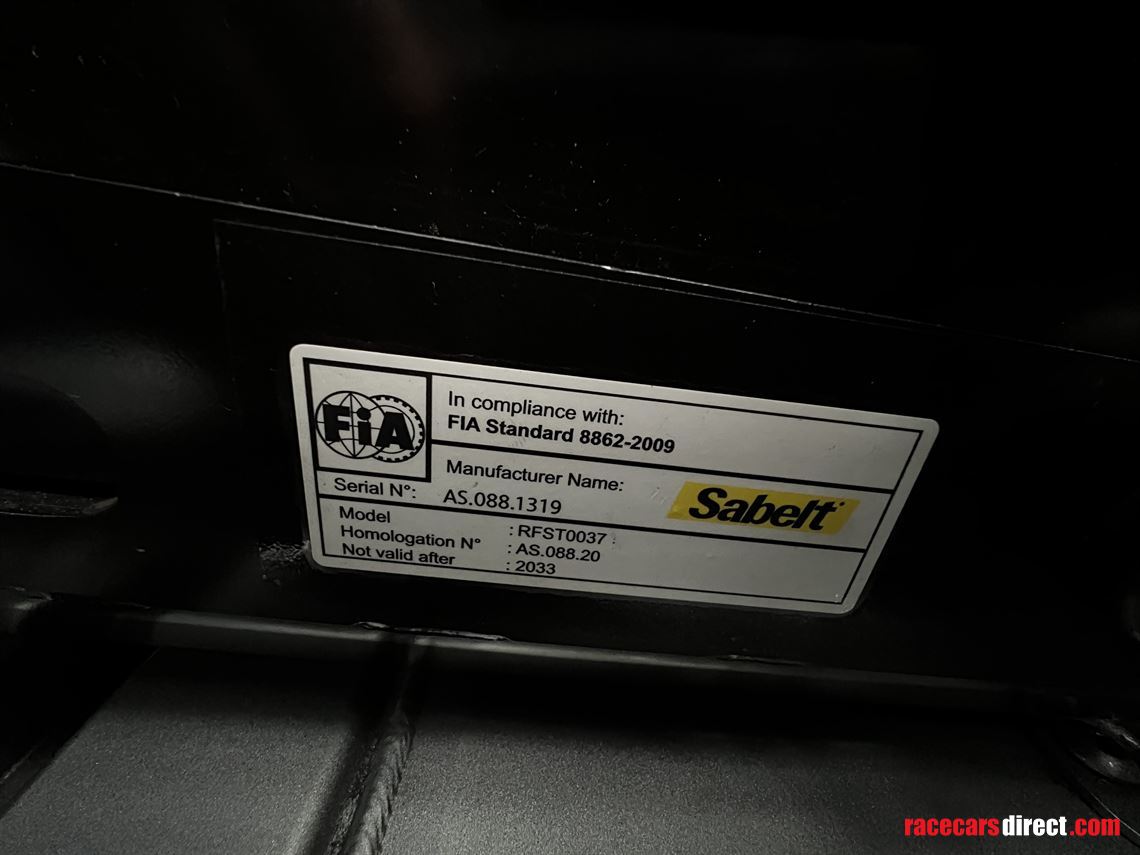 FiA
In compliance with:
FIA Standard 8862-2009
Manufacturer Name:
Sabelt
Serial N°: AS.088.1319
Model : RFST0037
Homologation N° : AS.088.20
Not valid after : 2033
racecarsdirect.com